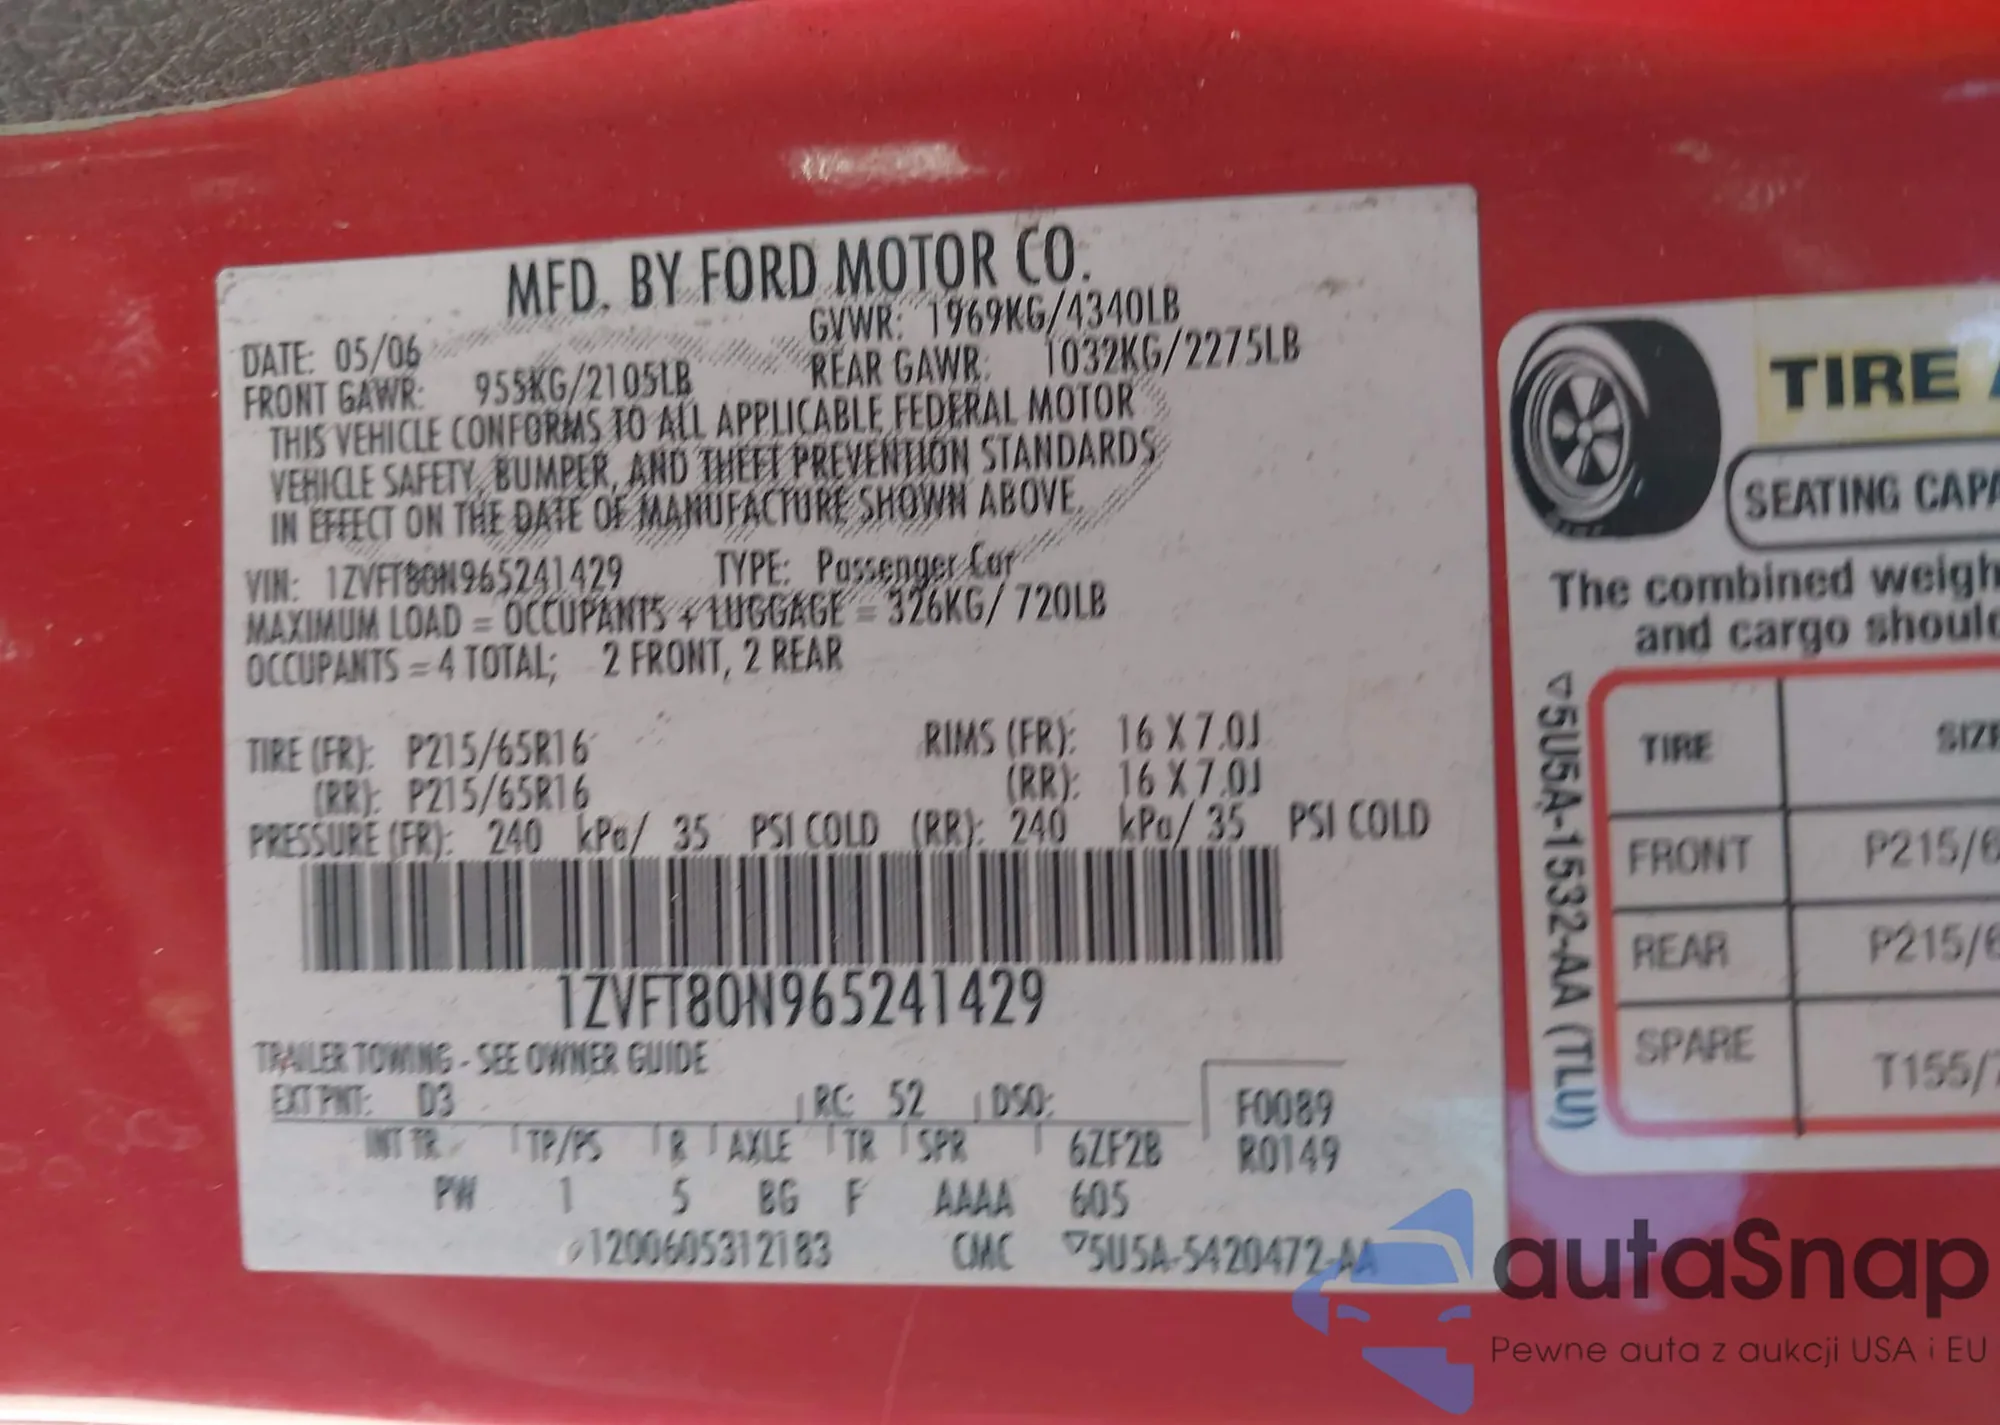 MFD. BY FORD MOTOR CO.
DATE: 05/06 GVWR: 1969KG/4340LB
FRONT GAWR: 955KG/2105LB REAR GAWR: 1032KG/2275LB
THIS VEHICLE CONFORMS TO ALL APPLICABLE FEDERAL MOTOR
VEHICLE SAFETY, BUMPER, AND THEFT PREVENTION STANDARDS
IN EFFECT ON THE DATE OF MANUFACTURE SHOWN ABOVE.
VIN: 1ZVFT80N965241429 TYPE: Passenger Car
MAXIMUM LOAD = OCCUPANTS + LUGGAGE = 326KG/ 720LB
OCCUPANTS = 4 TOTAL; 2 FRONT, 2 REAR
TIRE (FR): P215/65R16 RIMS (FR): 16 X 7.0J
(RR): P215/65R16 (RR): 16 X 7.0J
PRESSURE (FR): 240 kPa/ 35 PSI COLD (RR): 240 kPa/ 35 PSI COLD
1ZVFT80N965241429
TRAILER TOWING - SEE OWNER GUIDE
EXT PNT: D3 RC: 52 DSO: F0089
INT TR TP/PS R AXLE TR SPR 6ZF2B R0149
PW 1 5 BG F AAAA 605
1200605312183 CMC ▽5U5A-5420472-AA
TIRE
SEATING CAPA
The combined weigh
and cargo should
▽5U5A-1532-AA (TLU)
TIRE SIZE
FRONT P215/6
REAR P215/6
SPARE T155/7
autaSnap
Pewne auta z aukcji USA i EU